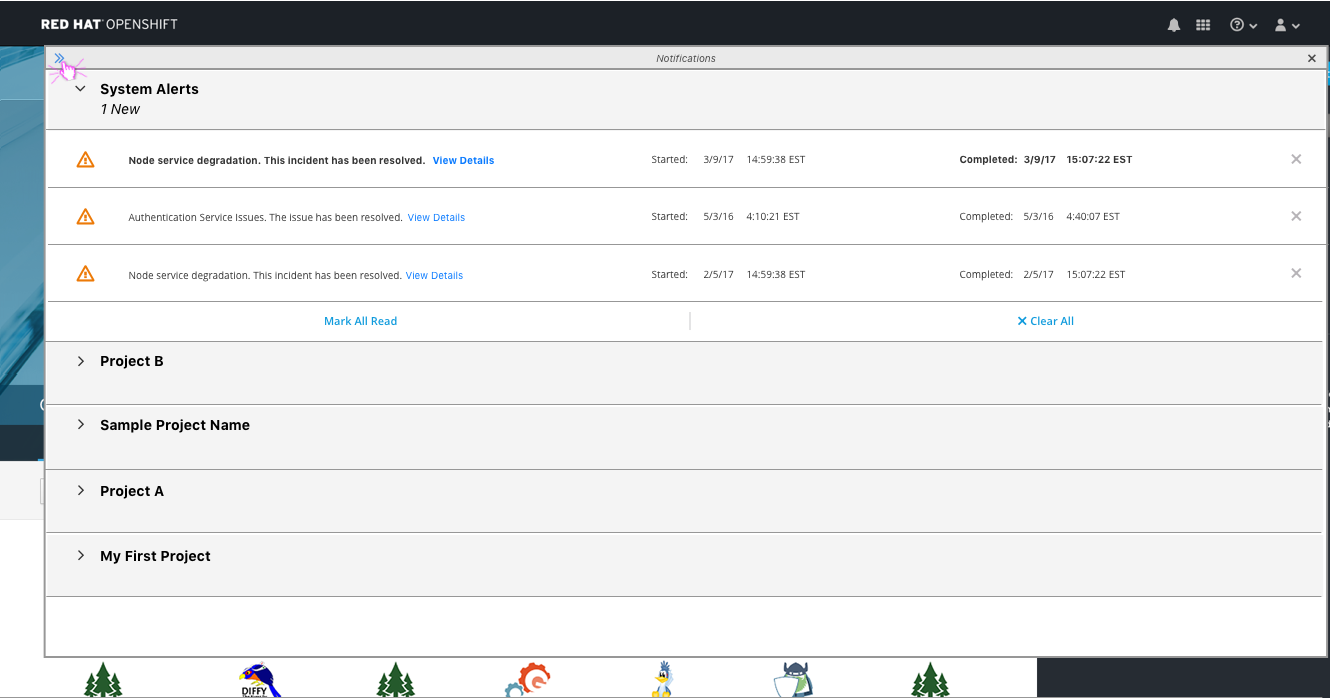 RED HAT OPENSHIFT
Notifications
System Alerts
1 New
Node service degradation. This incident has been resolved. View Details Started: 3/9/17 14:59:38 EST Completed: 3/9/17 15:07:22 EST
Authentication Service Issues. The issue has been resolved. View Details Started: 5/3/16 4:10:21 EST Completed: 5/3/16 4:40:07 EST
Node service degradation. This incident has been resolved. View Details Started: 2/5/17 14:59:38 EST Completed: 2/5/17 15:07:22 EST
Mark All Read Clear All
Project B
Sample Project Name
Project A
My First Project
DIFFY